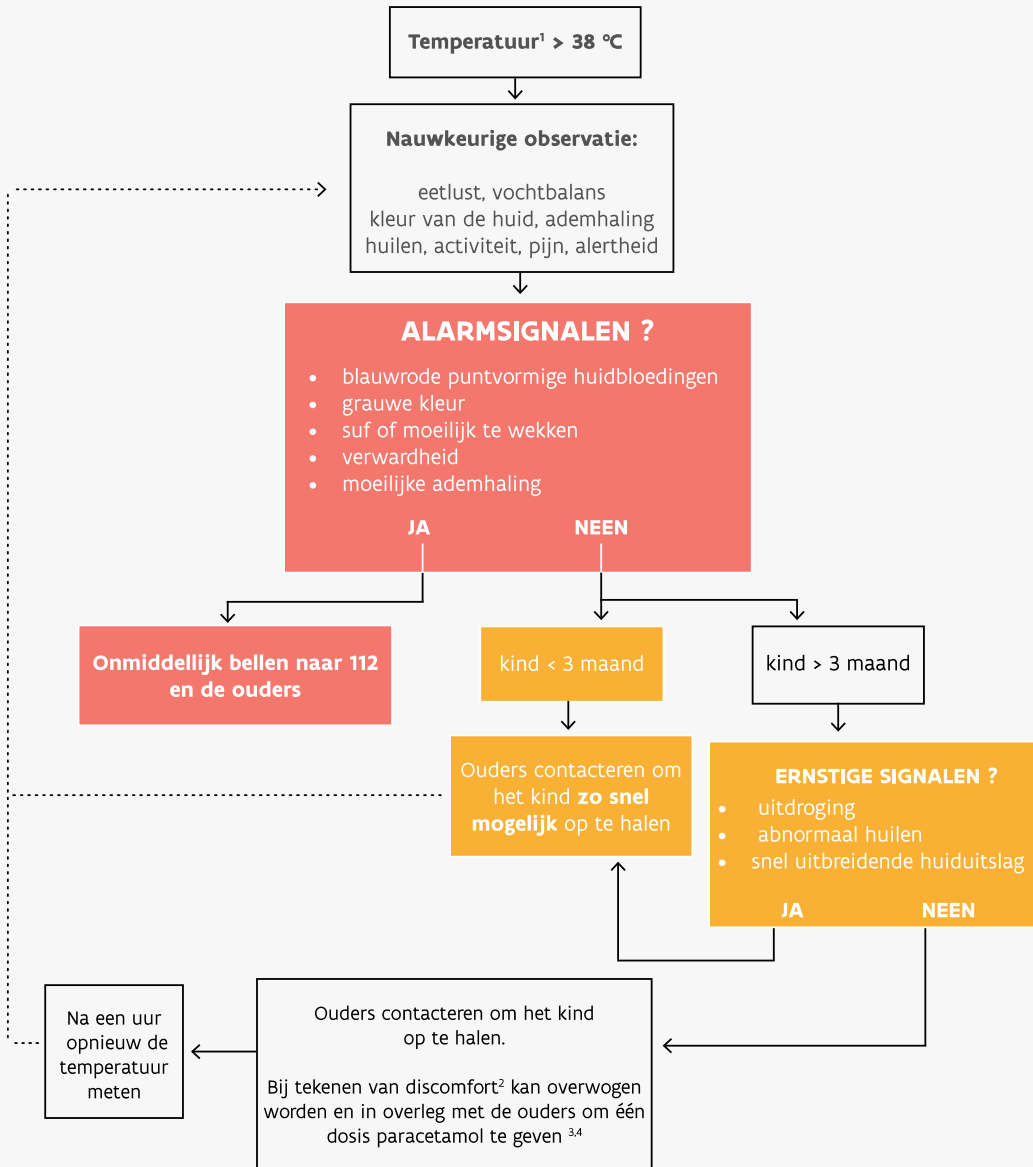 Temperatuur¹ > 38 °C
Nauwkeurige observatie:
eetlust, vochtbalans
kleur van de huid, ademhaling
huilen, activiteit, pijn, alertheid
ALARMSIGNALEN ?
• blauwrode puntvormige huidbloedingen
• grauwe kleur
• suf of moeilijk te wekken
• verwardheid
• moeilijke ademhaling
JA NEEN
Onmiddellijk bellen naar 112
en de ouders
kind < 3 maand
kind > 3 maand
Ouders contacteren om
het kind zo snel
mogelijk op te halen
ERNSTIGE SIGNALEN ?
• uitdroging
• abnormaal huilen
• snel uitbreidende huiduitslag
JA NEEN
Ouders contacteren om het kind
op te halen.
Bij tekenen van discomfort² kan overwogen
worden en in overleg met de ouders om één
dosis paracetamol te geven ³,⁴
Na een uur
opnieuw de
temperatuur
meten